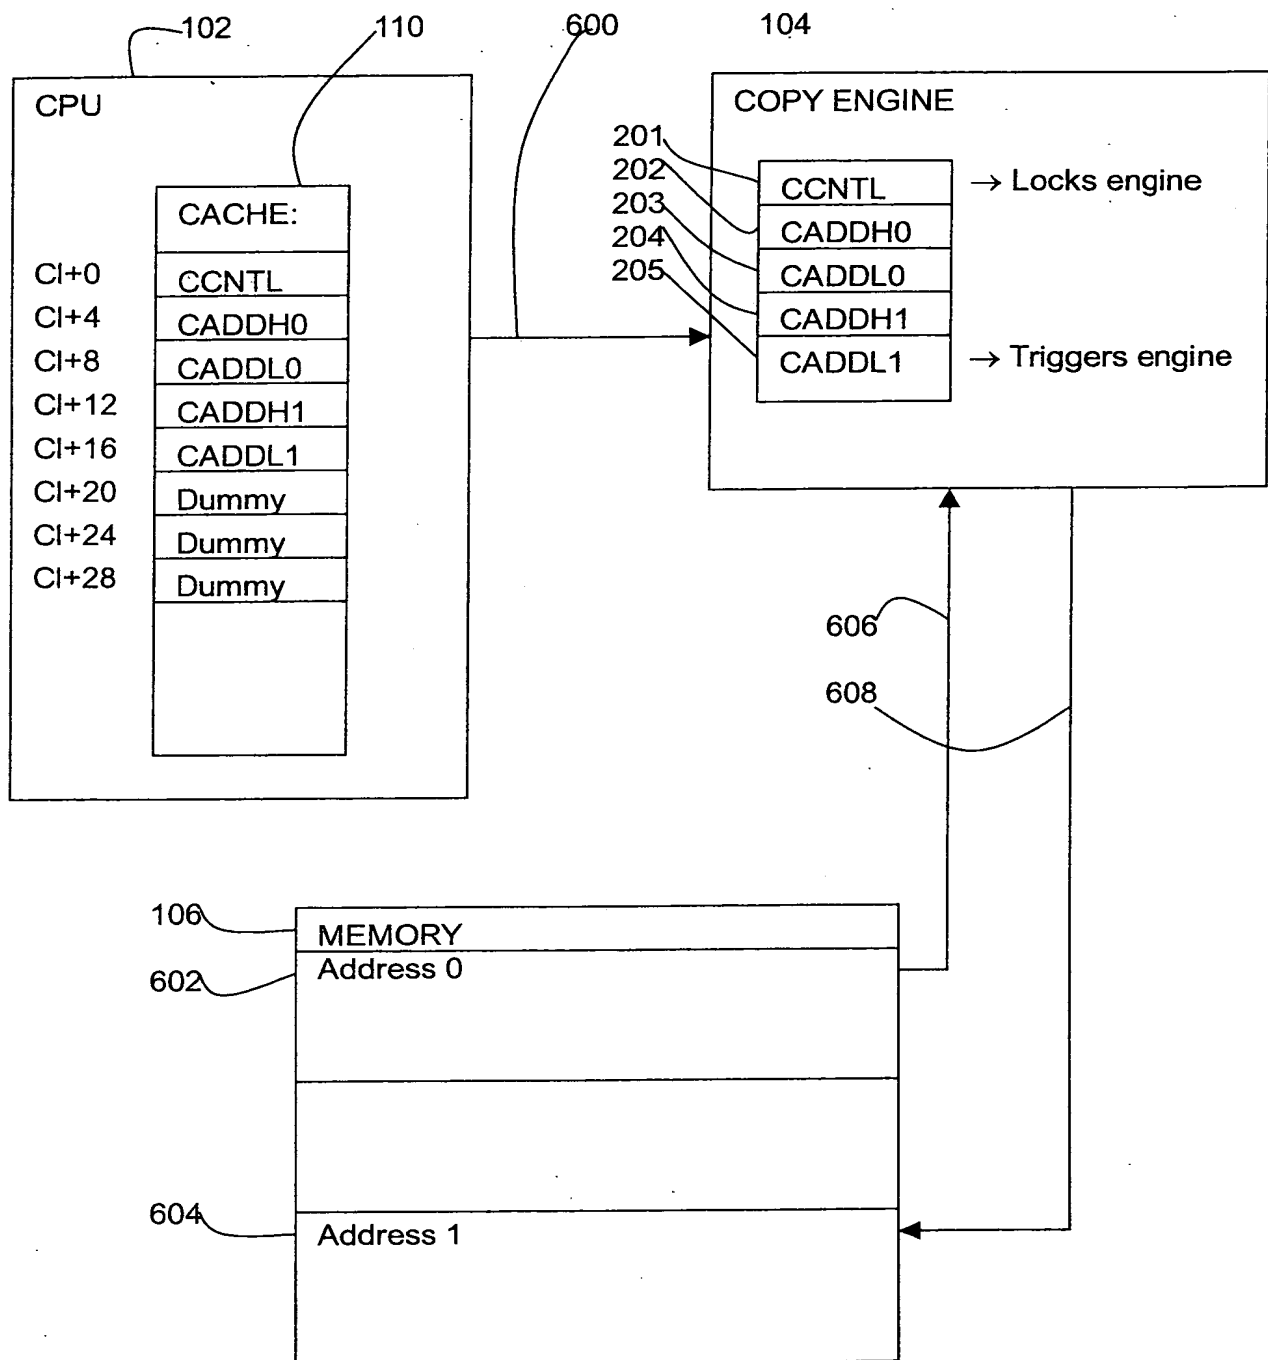 102
110
600
104
CPU
CACHE:
CI+0 CCNTL
CI+4 CADDH0
CI+8 CADDL0
CI+12 CADDH1
CI+16 CADDL1
CI+20 Dummy
CI+24 Dummy
CI+28 Dummy
COPY ENGINE
201
202
203
204
205
CCNTL → Locks engine
CADDH0
CADDL0
CADDH1
CADDL1 → Triggers engine
606
608
106
MEMORY
602
Address 0
604
Address 1